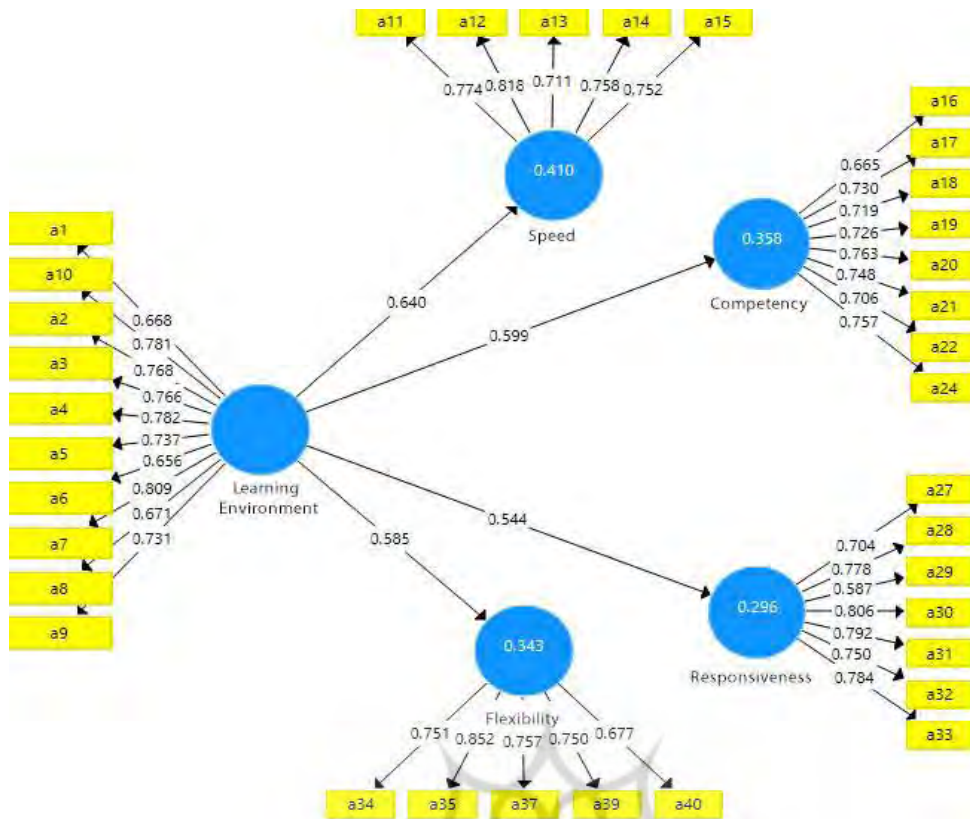 a11 a12 a13 a14 a15
0.774 0.818 0.711 0.758 0.752
0.410
Speed
a16
a17
a18
a19
a20
a21
a22
a24
0.665
0.730
0.719
0.726
0.763
0.748
0.706
0.757
0.358
Competency
a1
a10
a2
a3
a4
a5
a6
a7
a8
a9
0.668
0.781
0.768
0.766
0.782
0.737
0.656
0.809
0.671
0.731
Learning
Environment
0.640
0.599
0.544
0.585
a27
a28
a29
a30
a31
a32
a33
0.704
0.778
0.587
0.806
0.792
0.750
0.784
0.296
Responsiveness
0.343
Flexibility
0.751 0.852 0.757 0.750 0.677
a34 a35 a37 a39 a40